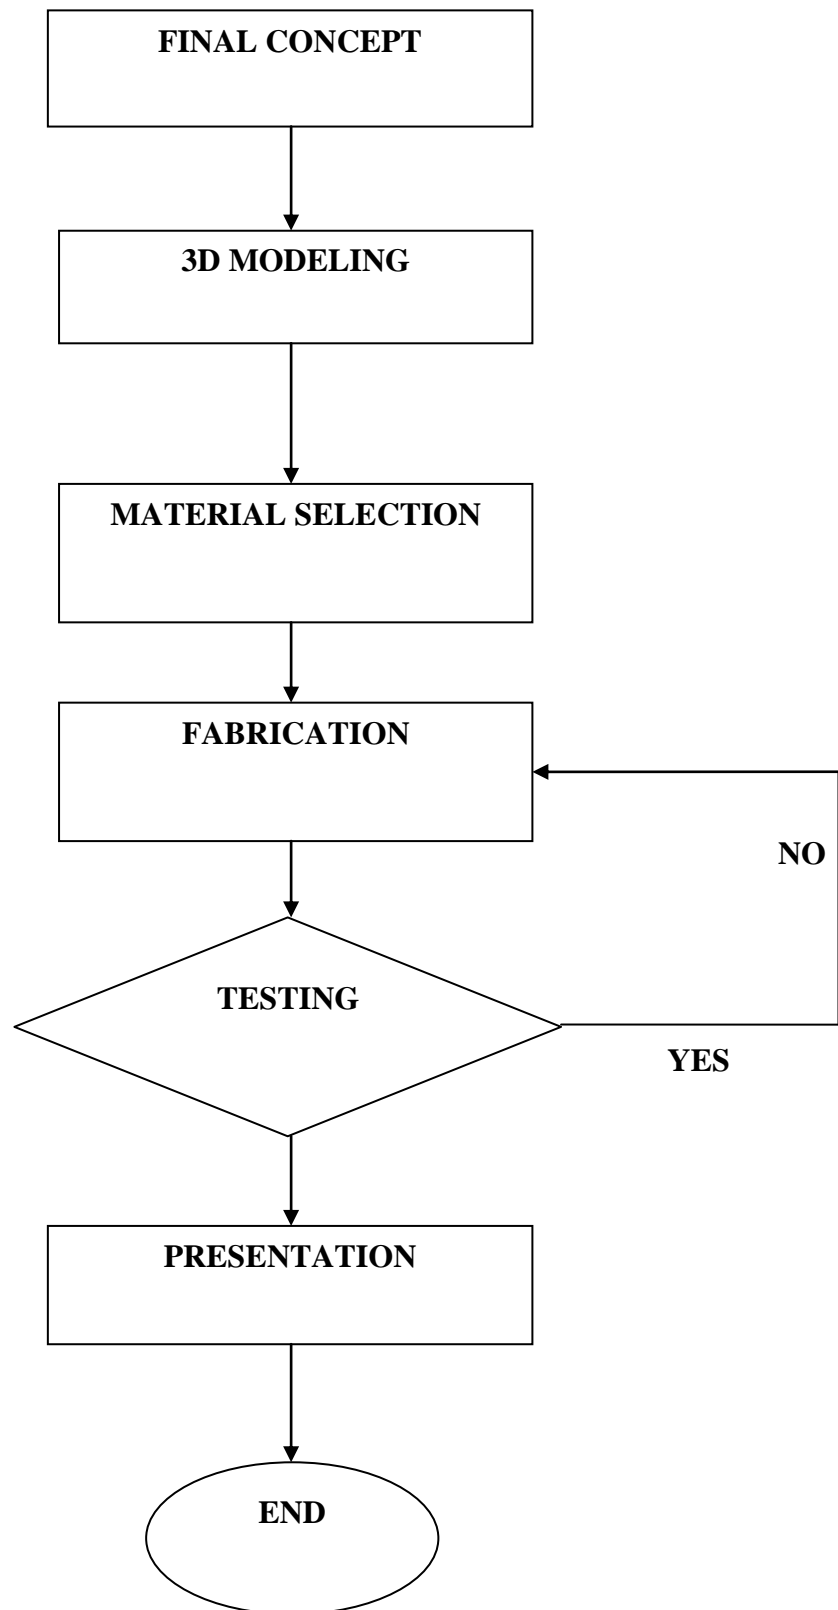 FINAL CONCEPT
3D MODELING
MATERIAL SELECTION
FABRICATION
NO
TESTING
YES
PRESENTATION
END